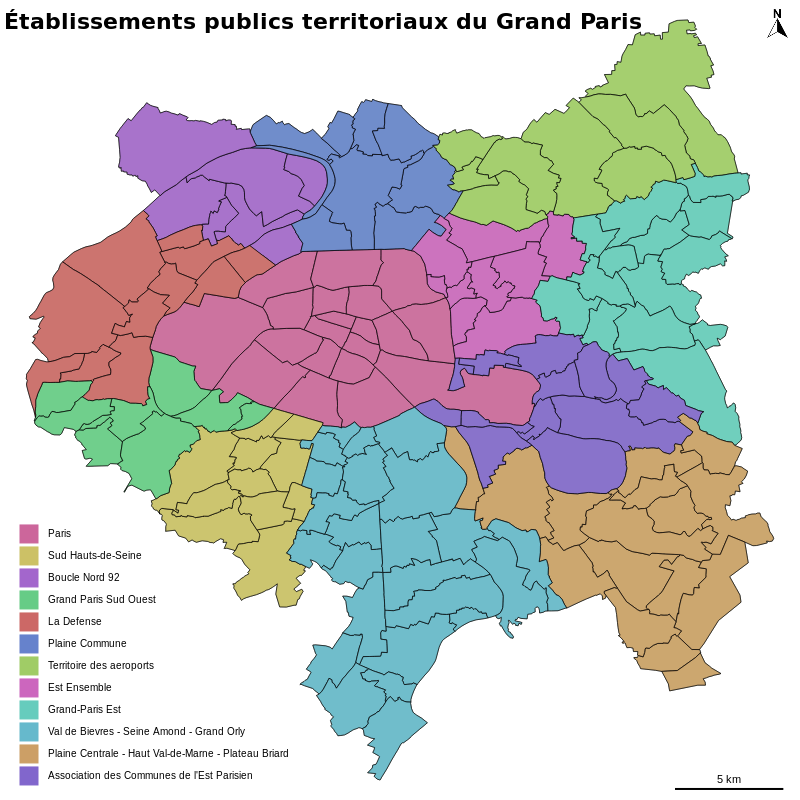 Établissements publics territoriaux du Grand Paris
N
Paris
Sud Hauts-de-Seine
Boucle Nord 92
Grand Paris Sud Ouest
La Defense
Plaine Commune
Territoire des aeroports
Est Ensemble
Grand-Paris Est
Val de Bievres - Seine Amond - Grand Orly
Plaine Centrale - Haut Val-de-Marne - Plateau Briard
Association des Communes de l'Est Parisien
5 km